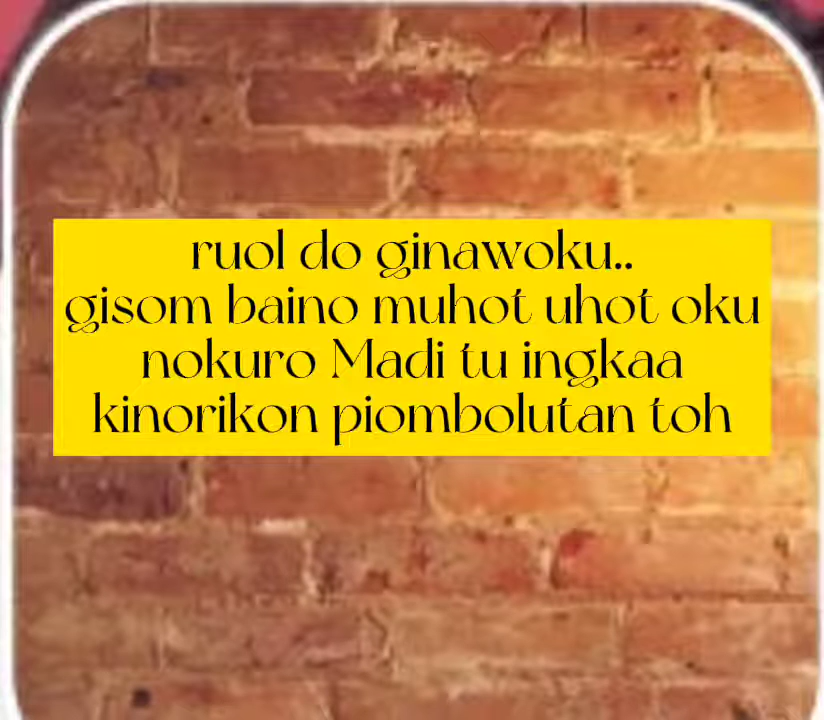 ruol do ginawoku..
gisom baino muhot uhot oku
nokuro Madi tu ingkaa
kinorikon piombolutan toh